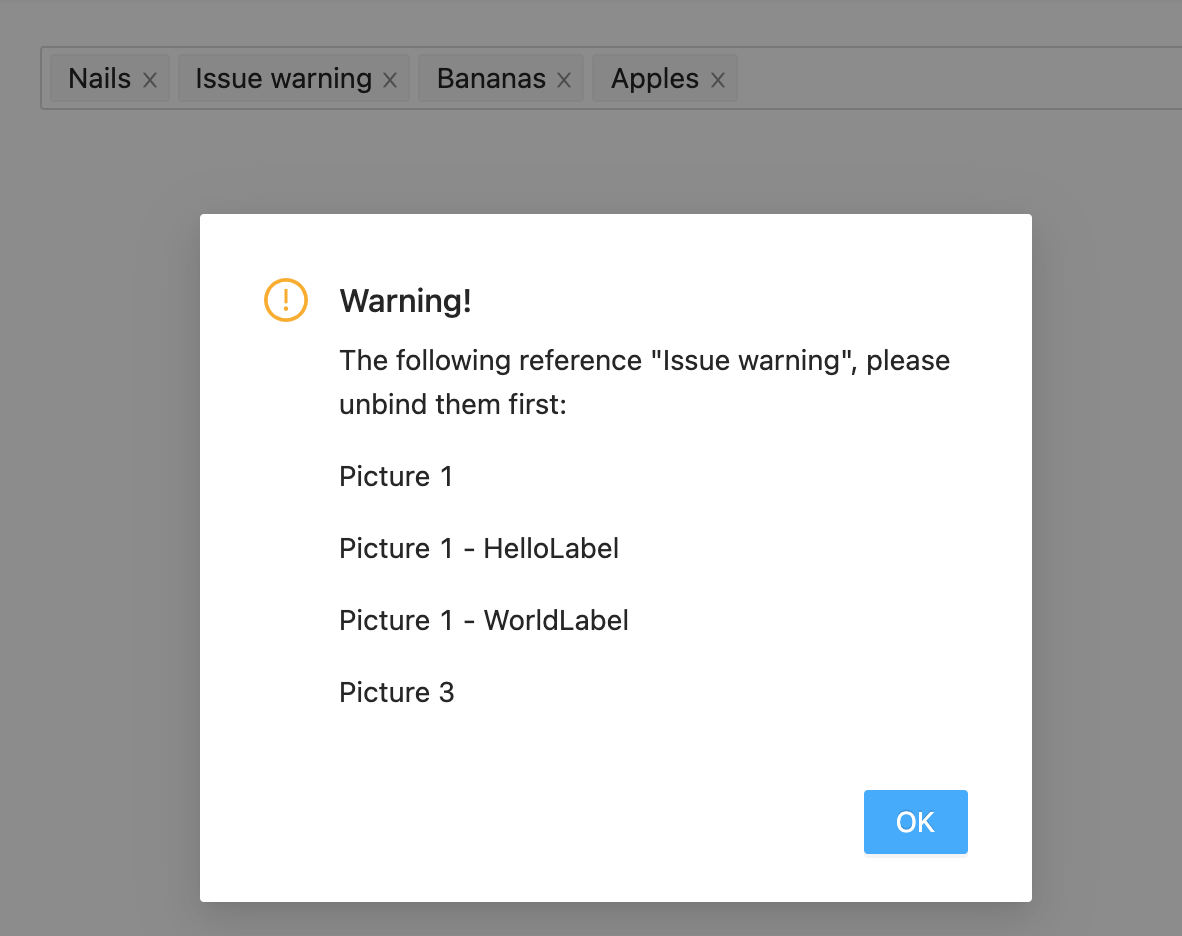 Nails Issue warning Bananas Apples
Warning!
The following reference "Issue warning", please
unbind them first:
Picture 1
Picture 1 - HelloLabel
Picture 1 - WorldLabel
Picture 3
OK